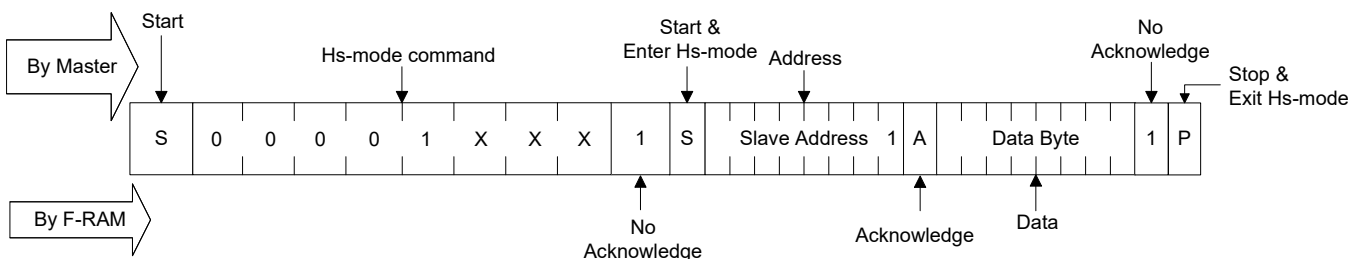 Start
Start &
Enter Hs-mode
No
Acknowledge
By Master
Hs-mode command
Address
Stop &
Exit Hs-mode
S 0 0 0 0 1 X X X 1 S Slave Address 1 A Data Byte 1 P
By F-RAM
No
Acknowledge
Acknowledge
Data